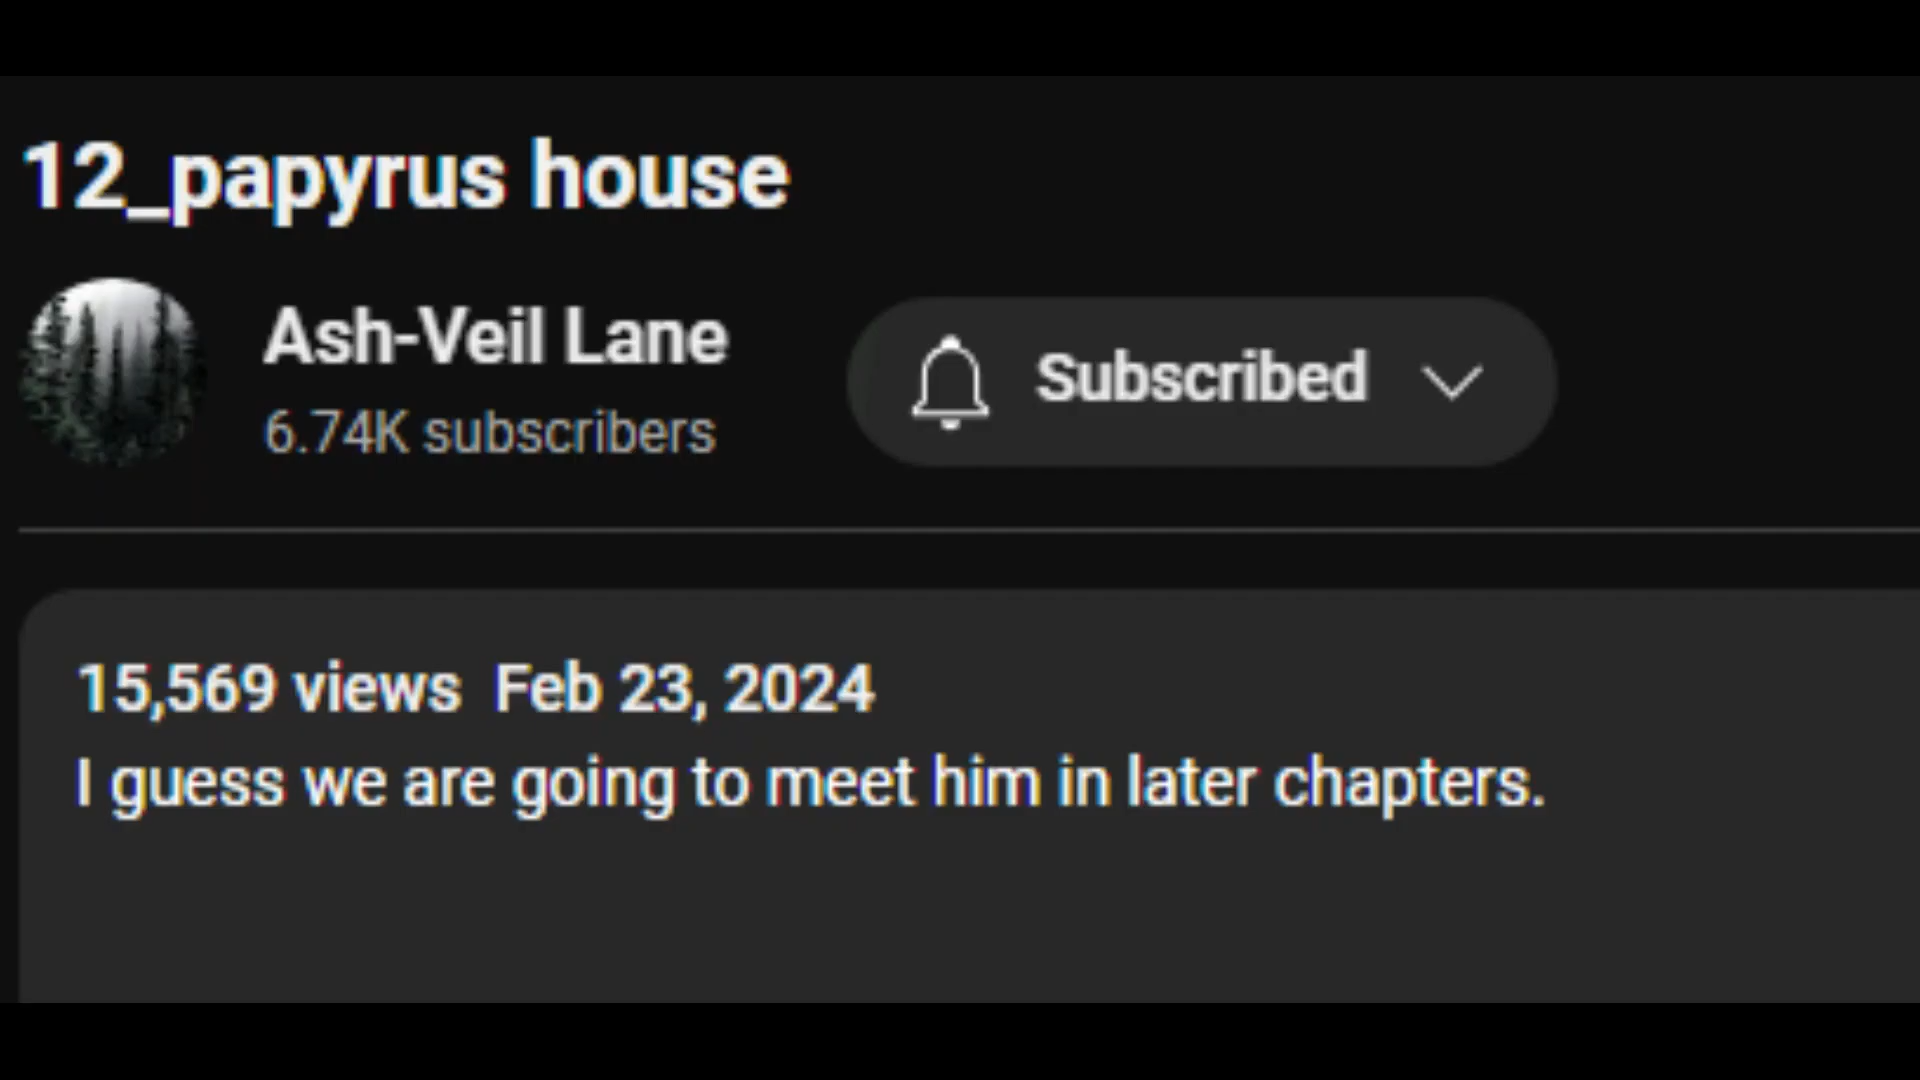 12_papyrus house
Ash-Veil Lane
Subscribed
6.74K subscribers
15,569 views Feb 23, 2024
I guess we are going to meet him in later chapters.